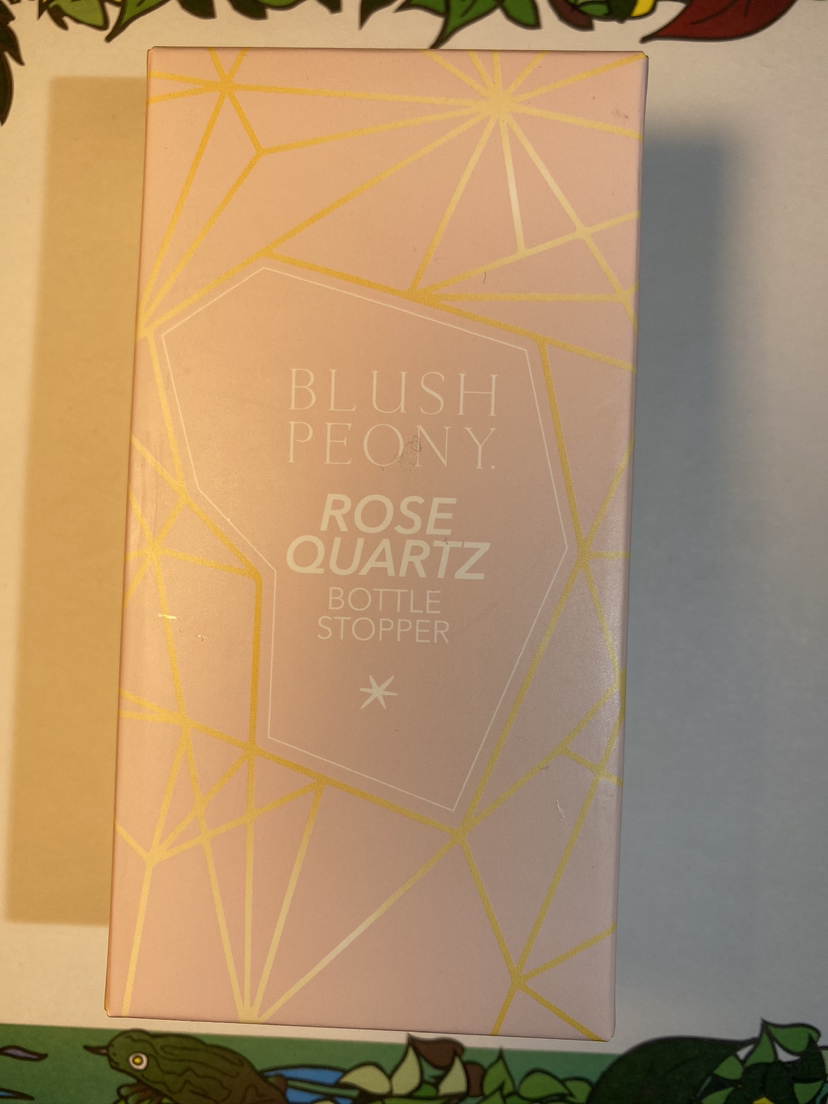 BLUSH
PEONY.
ROSE
QUARTZ
BOTTLE
STOPPER